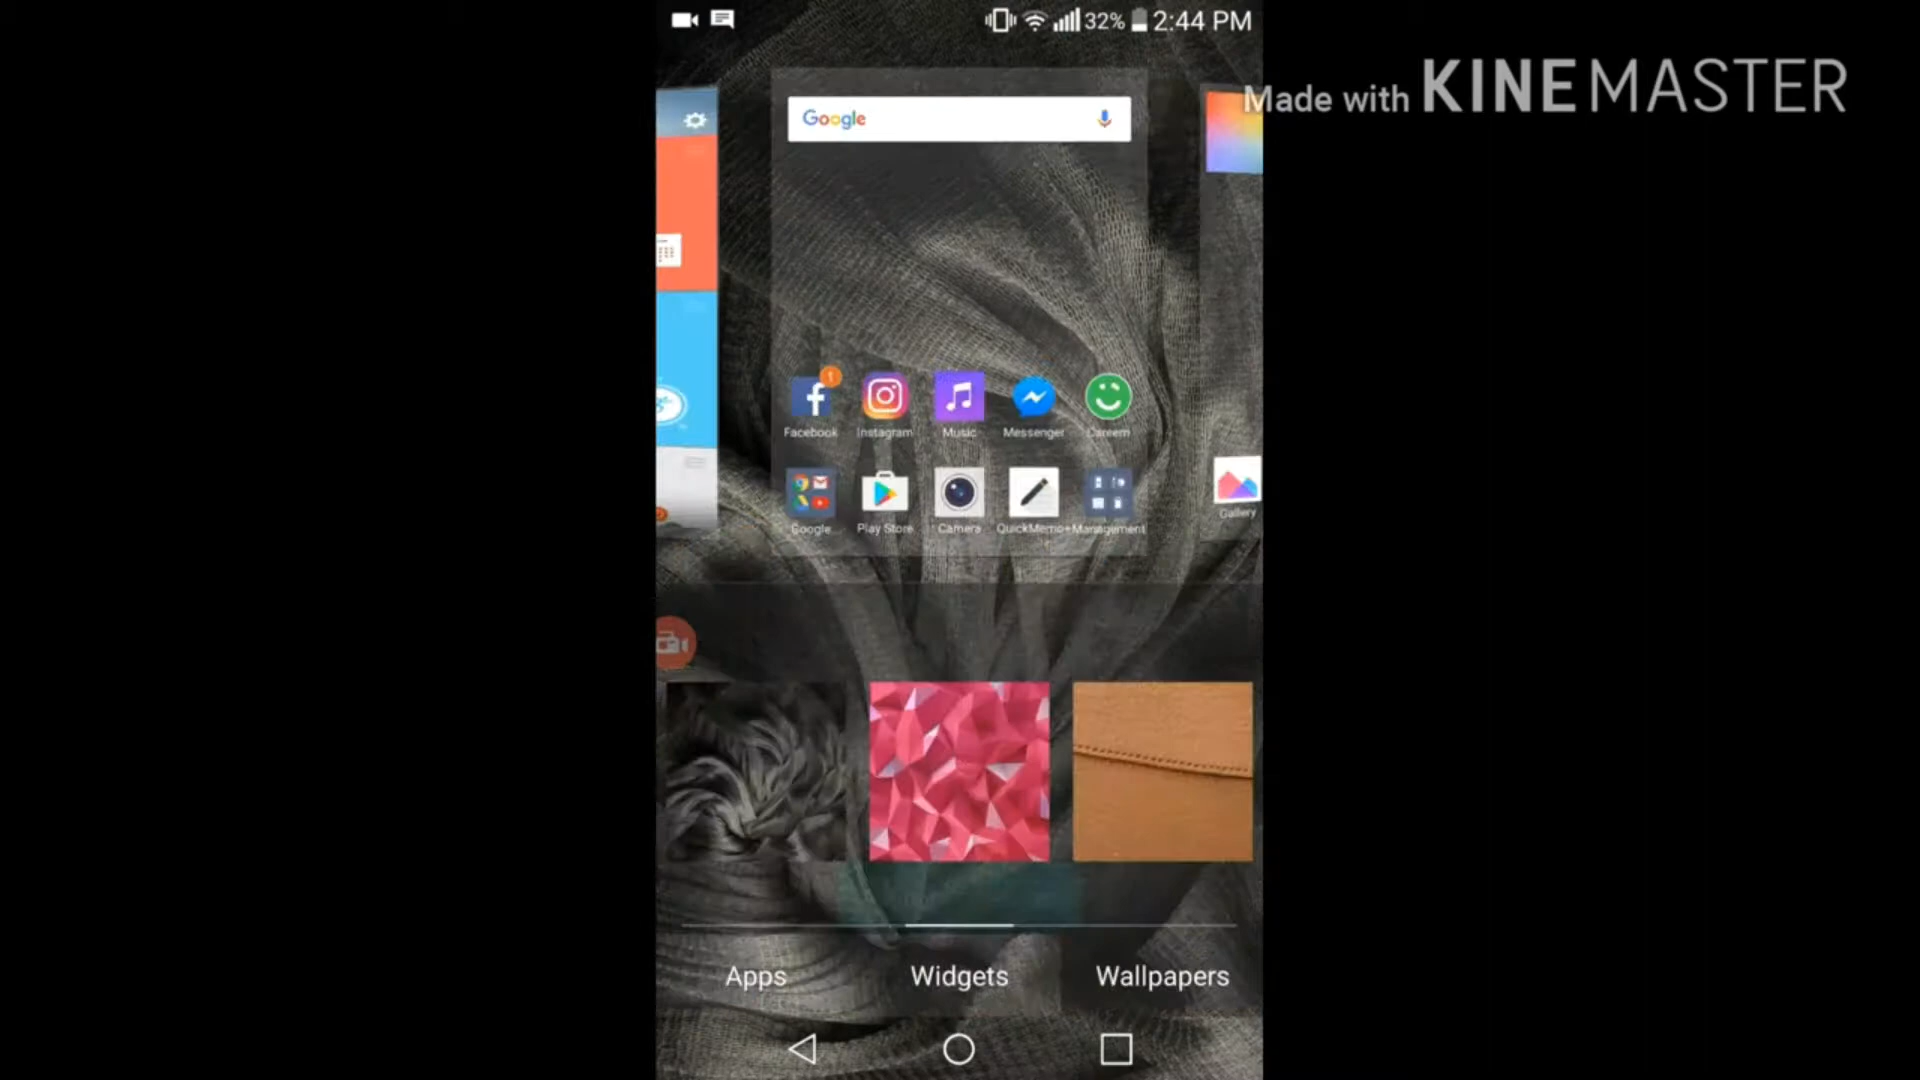 32% 2:44 PM
Made with KINEMASTER
Google
1
Facebook Instagram Music Messenger Careem
Google Play Store Camera QuickMemo+ Management
Gallery
Apps Widgets Wallpapers